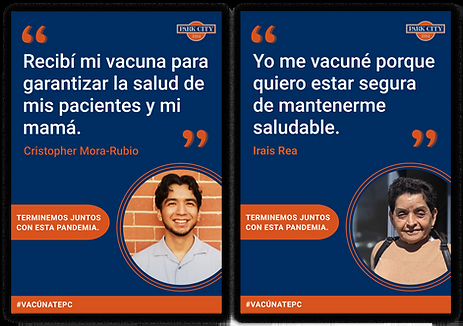 “
PARK CITY
Recibí mi vacuna para
garantizar la salud de
mis pacientes y mi
mamá.
”
Cristopher Mora-Rubio
TERMINEMOS JUNTOS
CON ESTA PANDEMIA.
#VACÚNATEPC
“
PARK CITY
Yo me vacuné porque
quiero estar segura
de mantenerme
saludable.
”
Irais Rea
TERMINEMOS JUNTOS
CON ESTA PANDEMIA.
#VACÚNATEPC